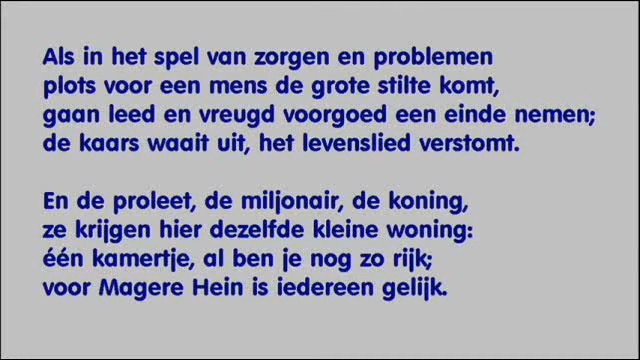 Als in het spel van zorgen en problemen
plots voor een mens de grote stilte komt,
gaan leed en vreugd voorgoed een einde nemen;
de kaars waait uit, het levenslied verstomt.
En de proleet, de miljonair, de koning,
ze krijgen hier dezelfde kleine woning:
één kamertje, al ben je nog zo rijk;
voor Magere Hein is iedereen gelijk.